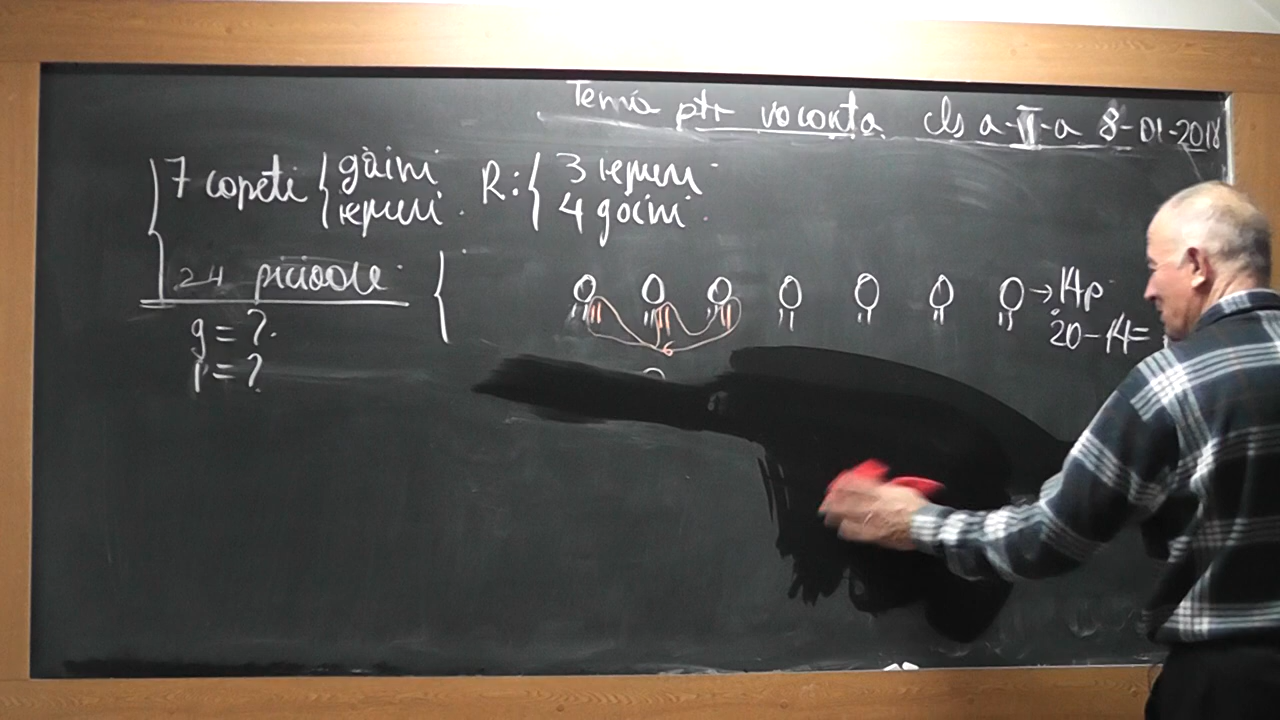 Temă ptr vacanța cls a-II-a 8-01-2018
7 capete { găini R: { 3 iepuri
iepuri. 4 găini.
24 picioare {
g = ?
i = ?
→ 14p
20-14=
6